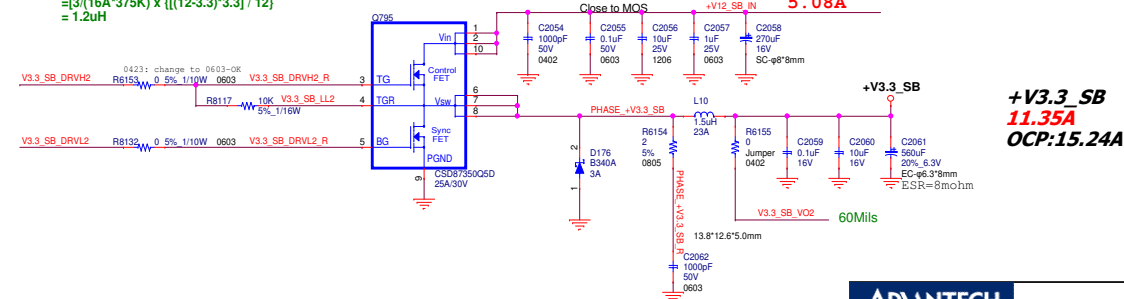 =[3/(16A*375K) x {[(12-3.3)*3.3] / 12}
= 1.2uH
Close to MOS
+V12_SB_IN
5.08A
Q795
Vin
1
2
10
Control
FET
C2054
1000pF
50V
0402
C2055
0.1uF
50V
0603
C2056
10uF
25V
1206
C2057
1uF
25V
0603
C2058
270uF
16V
SC-φ8*8mm
0423: change to 0603-OK
V3.3_SB_DRVH2
R6153
0 5%_1/10W 0603
V3.3_SB_DRVH2_R
3
TG
R8117
10K
5%_1/16W
V3.3_SB_LL2
4
TGR
Vsw
6
7
8
V3.3_SB_DRVL2
R8132
0 5%_1/10W 0603
V3.3_SB_DRVL2_R
5
BG
Sync
FET
PGND
9
CSD87350Q5D
25A/30V
PHASE_+V3.3_SB
L10
1.5uH
23A
+V3.3_SB
+V3.3_SB
11.35A
OCP:15.24A
2
D176
B340A
3A
1
R6154
2
5%
0805
R6155
0
Jumper
0402
C2059
0.1uF
16V
C2060
10uF
16V
C2061
560uF
20%_6.3V
EC-φ6.3*8mm
ESR=8mohm
PHASE_+V3.3_SB_R
V3.3_SB_VO2
60Mils
13.8*12.6*5.0mm
C2062
1000pF
50V
0603
ADVANTECH